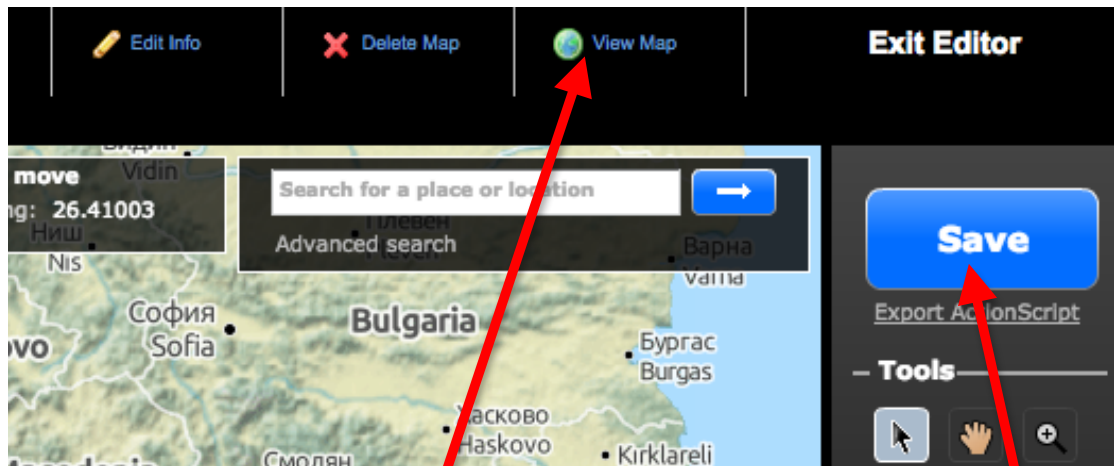 Edit Info
Delete Map
View Map
Exit Editor
Видин
Vidin
move
ng: 26.41003
Search for a place or location
Advanced search
Плевен
Pleven
Ниш
Nis
Варна
Varna
Save
Export ActionScript
София
Sofia
Bulgaria
Бургас
Burgas
ovo
Tools
Хасково
Haskovo
Kırklareli
Смолян
Macedonia